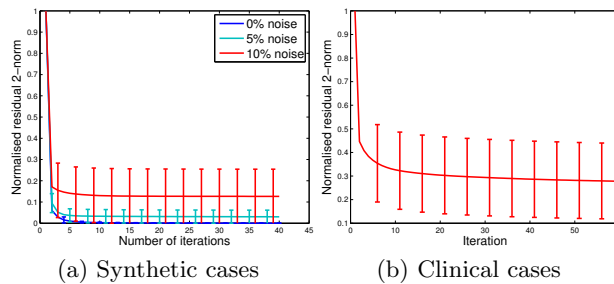 Normalised residual 2-norm
1
0.9
0.8
0.7
0.6
0.5
0.4
0.3
0.2
0.1
0
0 5 10 15 20 25 30 35 40 45
Number of iterations
0% noise
5% noise
10% noise
(a) Synthetic cases
Normalised residual 2-norm
1
0.9
0.8
0.7
0.6
0.5
0.4
0.3
0.2
0.1
0 10 20 30 40 50
Iteration
(b) Clinical cases